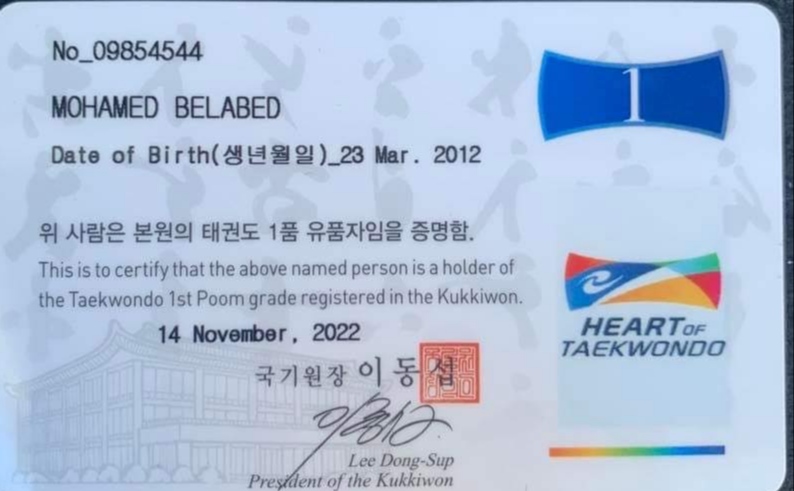 No_09854544
1
MOHAMED BELABED
Date of Birth(생년월일)_23 Mar. 2012
위 사람은 본원의 태권도 1품 유품자임을 증명함.
This is to certify that the above named person is a holder of
the Taekwondo 1st Poom grade registered in the Kukkiwon.
14 November, 2022
국기원장 이동섭
Lee Dong-Sup
President of the Kukkiwon
HEART OF
TAEKWONDO